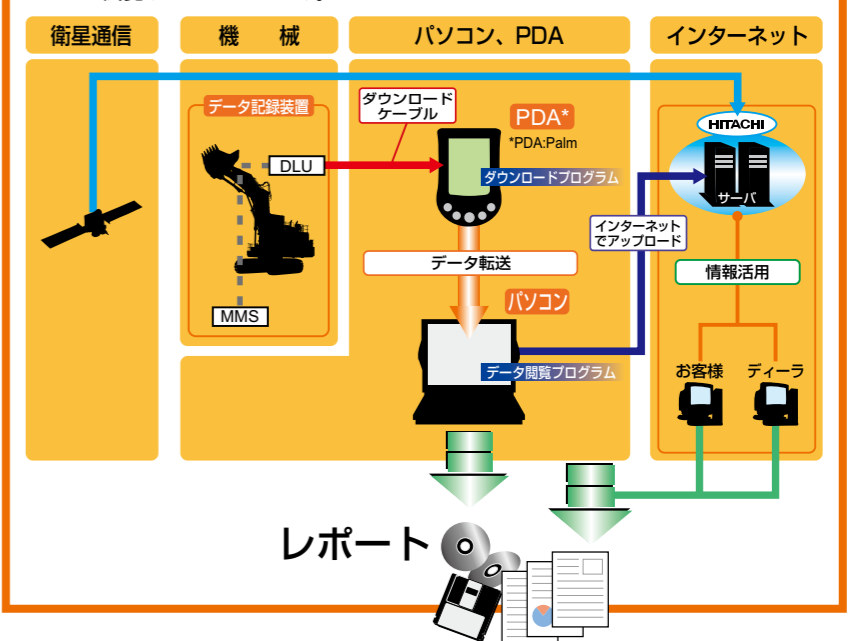 衛星通信
機 械
パソコン、PDA
インターネット
データ記録装置
DLU
MMS
ダウンロード
ケーブル
PDA*
*PDA:Palm
ダウンロードプログラム
データ転送
パソコン
データ閲覧プログラム
インターネット
でアップロード
HITACHI
サーバ
情報活用
お客様
ディーラ
レポート